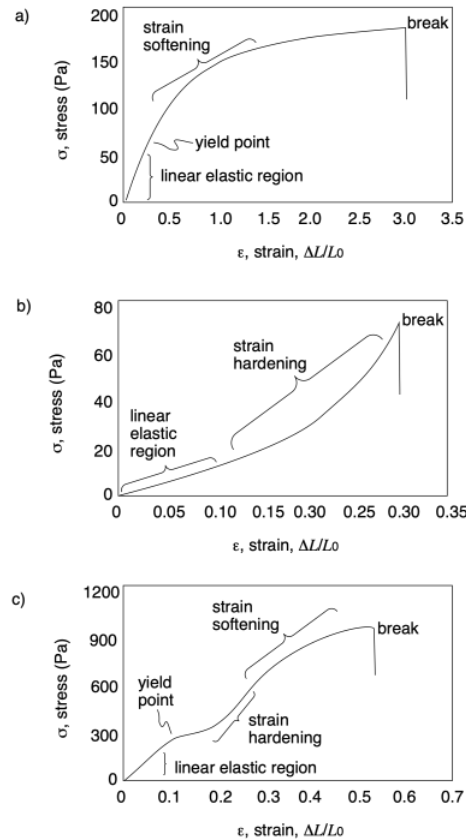 a)
200
150
100
50
0
σ, stress (Pa)
strain
softening
break
yield point
linear elastic region
0 0.5 1.0 1.5 2.0 2.5 3.0 3.5
ε, strain, ΔL/L0
b)
80
60
40
20
0
σ, stress (Pa)
break
strain
hardening
linear
elastic
region
0 0.05 0.10 0.15 0.30 0.25 0.30 0.35
ε, strain, ΔL/L0
c)
1200
900
600
300
0
σ, stress (Pa)
strain
softening
break
yield
point
strain
hardening
linear elastic region
0 0.1 0.2 0.3 0.4 0.5 0.6 0.7
ε, strain, ΔL/L0